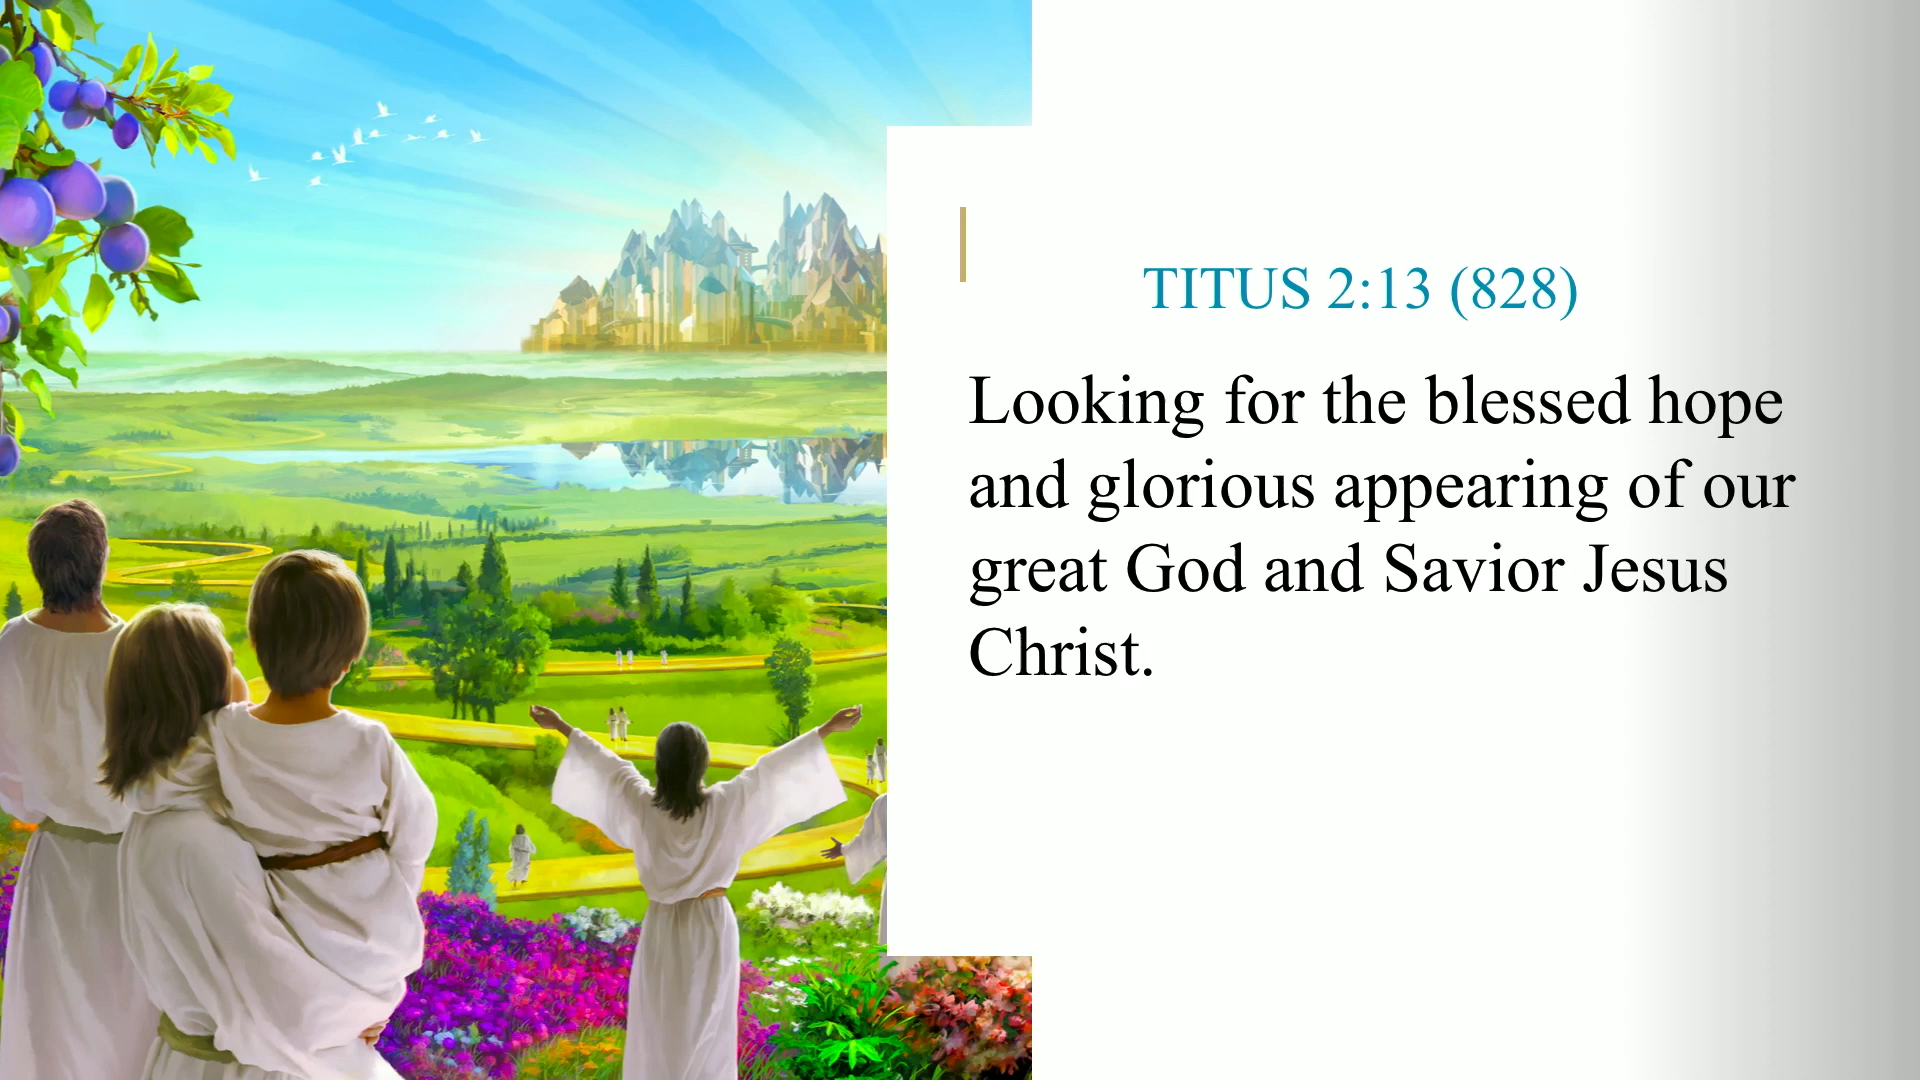 TITUS 2:13 (828)
Looking for the blessed hope
and glorious appearing of our
great God and Savior Jesus
Christ.